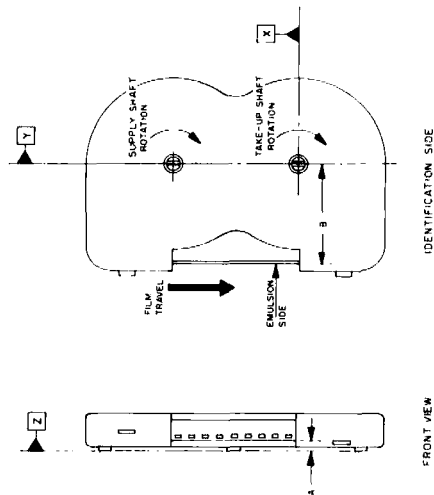 Y
SUPPLY SHAFT
ROTATION
TAKE-UP SHAFT
ROTATION
X
FILM
TRAVEL
B
EMULSION
SIDE
IDENTIFICATION SIDE
Z
A
FRONT VIEW